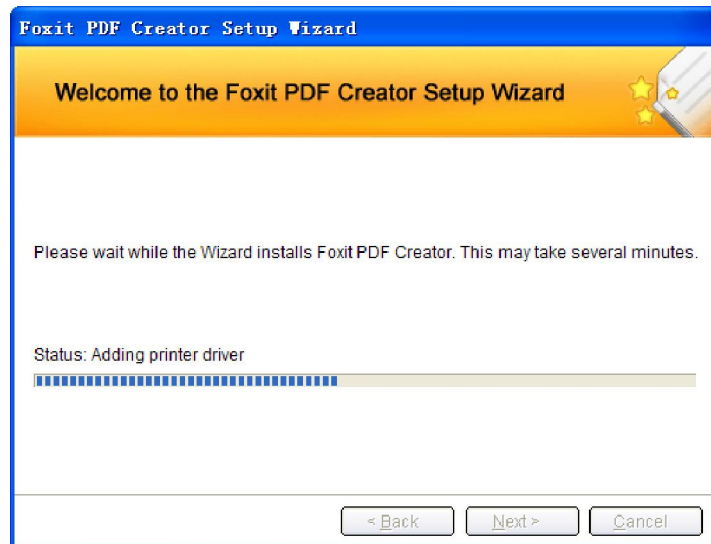 Foxit PDF Creator Setup Wizard
Welcome to the Foxit PDF Creator Setup Wizard
Please wait while the Wizard installs Foxit PDF Creator. This may take several minutes.
Status: Adding printer driver
< Back Next > Cancel